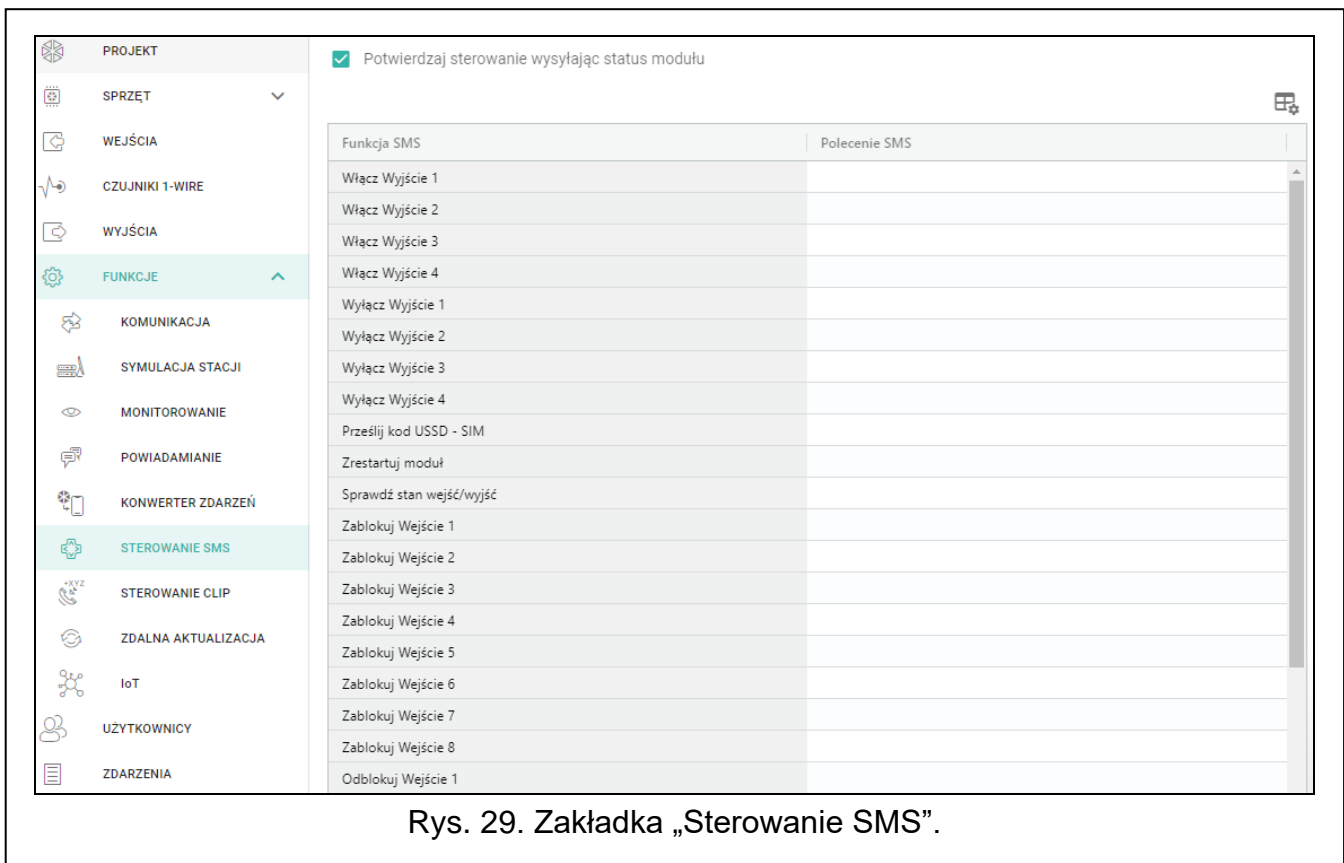 PROJEKT
SPRZĘT
WEJŚCIA
CZUJNIKI 1-WIRE
WYJŚCIA
FUNKCJE
KOMUNIKACJA
SYMULACJA STACJI
MONITOROWANIE
POWIADAMIANIE
KONWERTER ZDARZEŃ
STEROWANIE SMS
+XYZ
STEROWANIE CLIP
ZDALNA AKTUALIZACJA
IoT
UŻYTKOWNICY
ZDARZENIA
Potwierdzaj sterowanie wysyłając status modułu
Funkcja SMS Polecenie SMS
Włącz Wyjście 1
Włącz Wyjście 2
Włącz Wyjście 3
Włącz Wyjście 4
Wyłącz Wyjście 1
Wyłącz Wyjście 2
Wyłącz Wyjście 3
Wyłącz Wyjście 4
Prześlij kod USSD - SIM
Zrestartuj moduł
Sprawdź stan wejść/wyjść
Zablokuj Wejście 1
Zablokuj Wejście 2
Zablokuj Wejście 3
Zablokuj Wejście 4
Zablokuj Wejście 5
Zablokuj Wejście 6
Zablokuj Wejście 7
Zablokuj Wejście 8
Odblokuj Wejście 1
Rys. 29. Zakładka „Sterowanie SMS”.